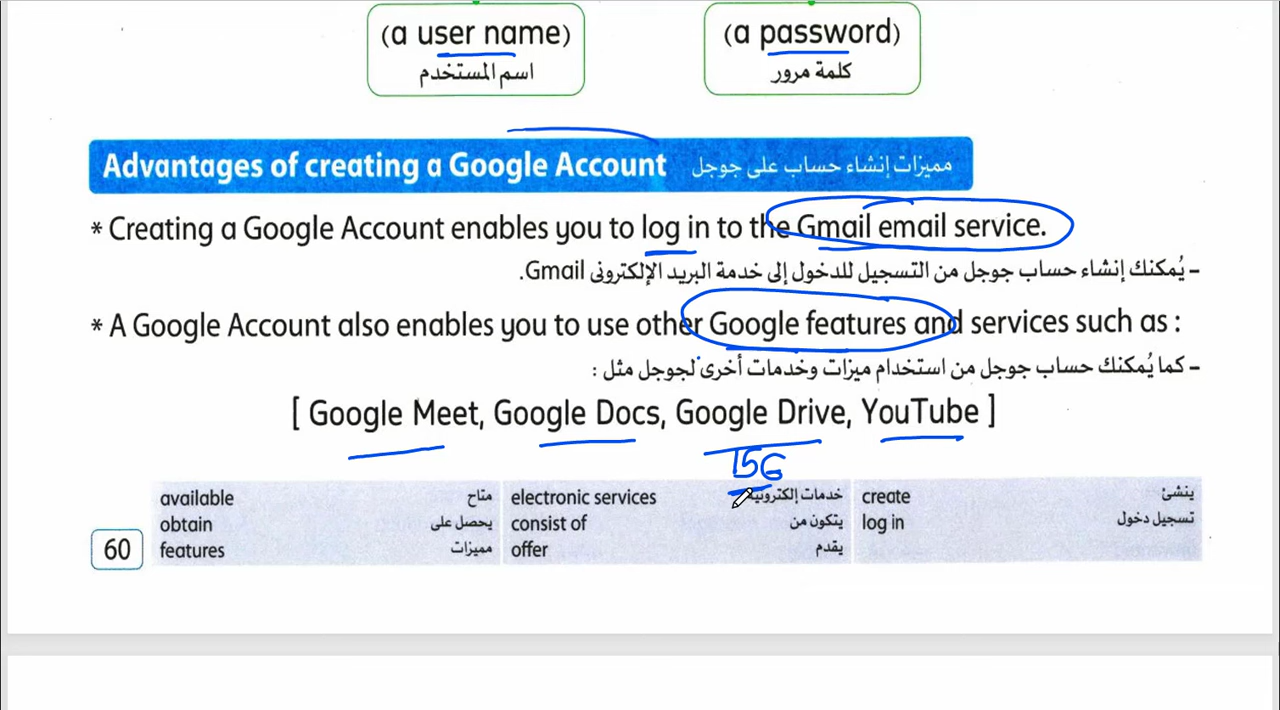 (a user name)
(a password)
اسم المستخدم
كلمة مرور
Advantages of creating a Google Account مميزات إنشاء حساب على جوجل
* Creating a Google Account enables you to log in to the Gmail email service.
– يُمكنك إنشاء حساب جوجل من التسجيل للدخول إلى خدمة البريد الإلكترونى Gmail.
* A Google Account also enables you to use other Google features and services such as :
– كما يُمكنك حساب جوجل من استخدام ميزات وخدمات أخرى لجوجل مثل :
[ Google Meet, Google Docs, Google Drive, YouTube ]
15G
available متاح electronic services خدمات إلكترونية create ينشئ
obtain يحصل على consist of يتكون من log in تسجيل دخول
features مميزات offer يقدم
60